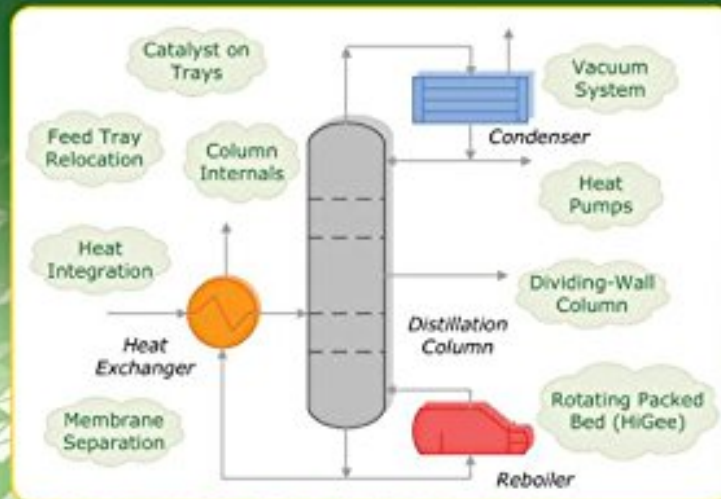 Catalyst on
Trays
Vacuum
System
Condenser
Feed Tray
Relocation
Column
Internals
Heat
Pumps
Heat
Integration
Dividing-Wall
Column
Distillation
Column
Heat
Exchanger
Rotating Packed
Bed (HiGee)
Membrane
Separation
Reboiler